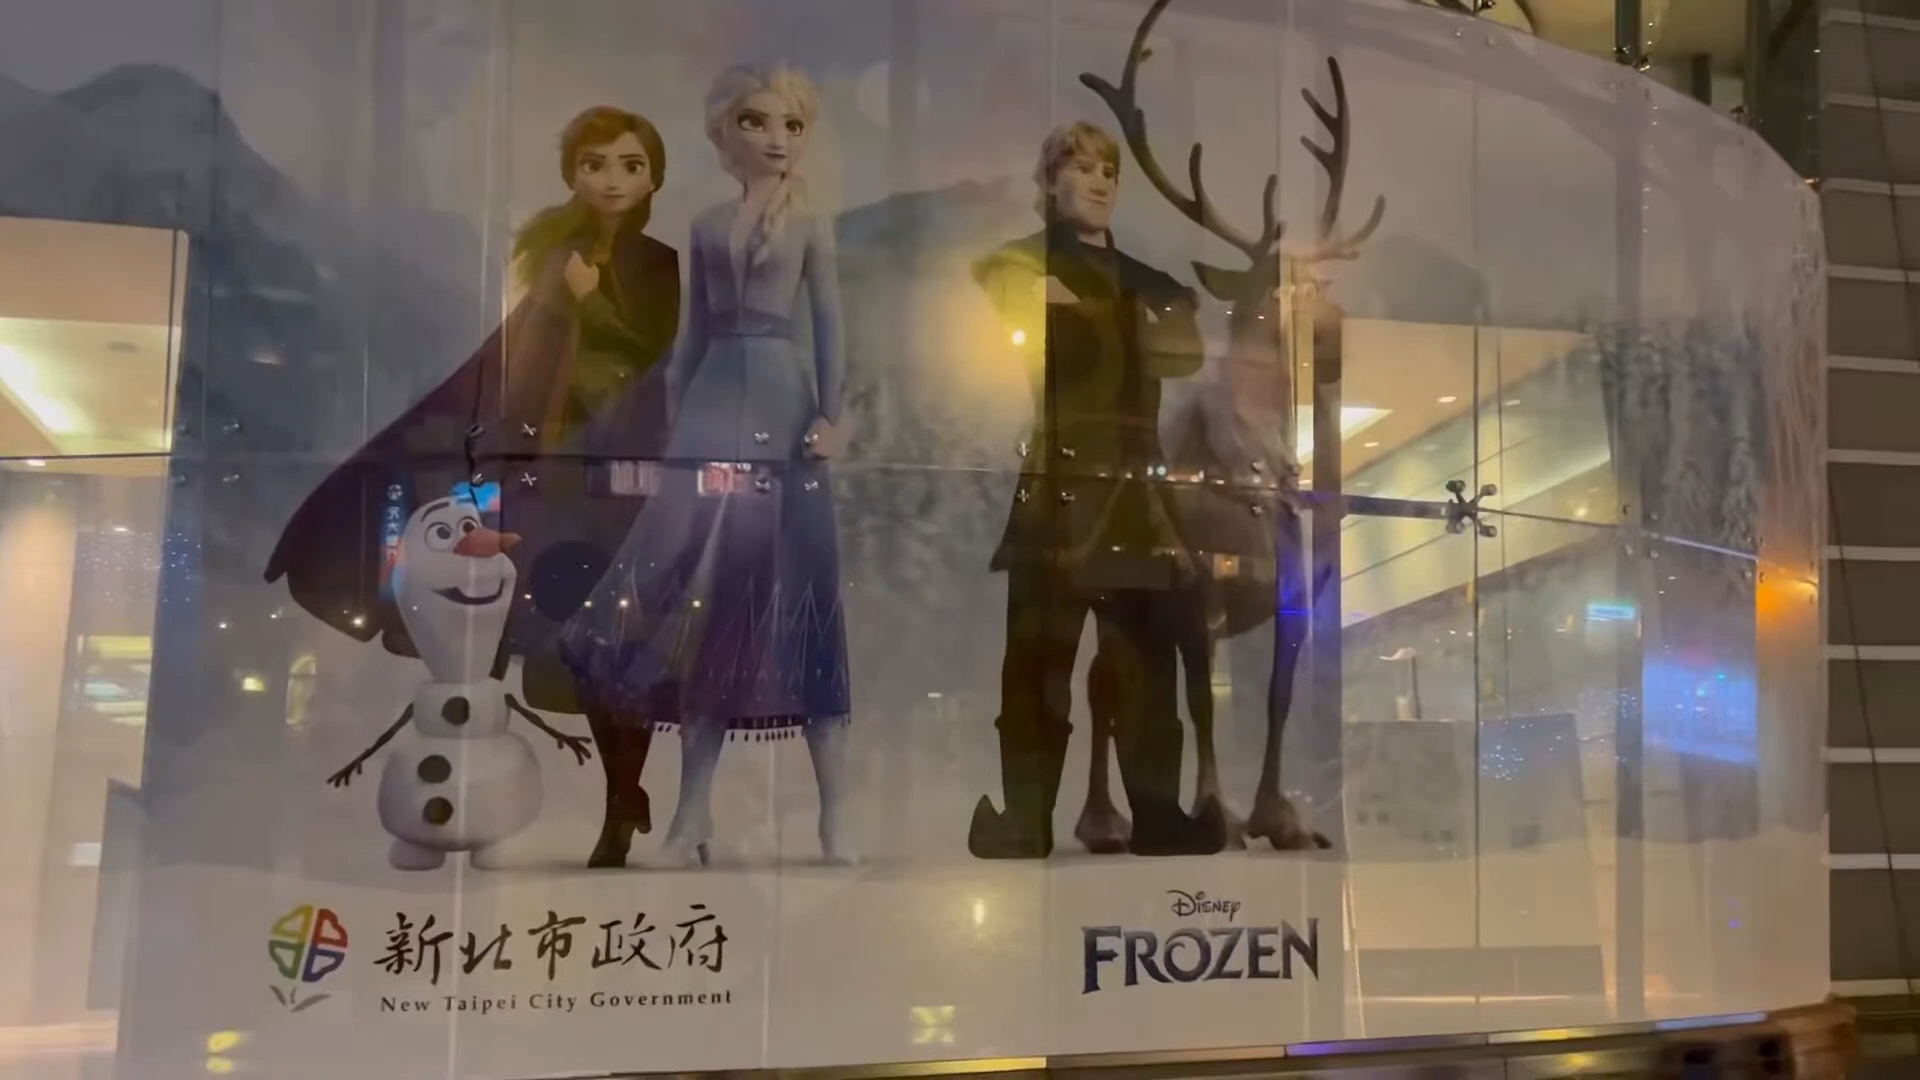 新北市政府
New Taipei City Government
Disney
FROZEN